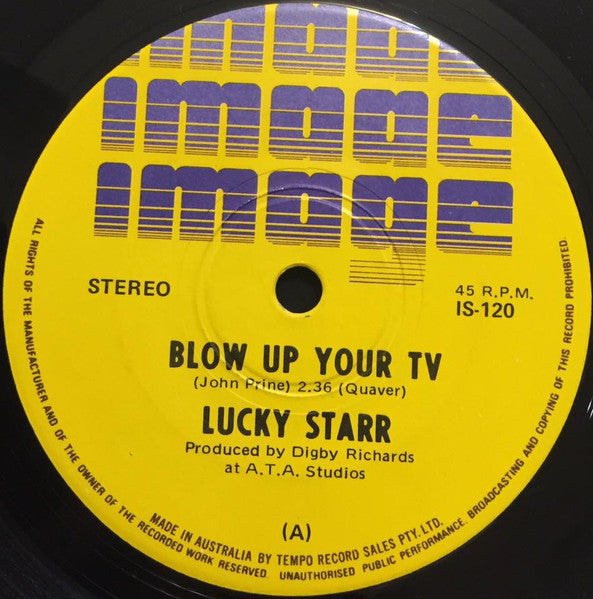 image
image
image
STEREO
45 R.P.M.
IS-120
BLOW UP YOUR TV
(John Prine) 2.36 (Quaver)
LUCKY STARR
Produced by Digby Richards
at A.T.A. Studios
(A)
MADE IN AUSTRALIA BY TEMPO RECORD SALES PTY. LTD.
ALL RIGHTS OF THE MANUFACTURER AND OF THE OWNER OF THE RECORDED WORK RESERVED. UNAUTHORISED PUBLIC PERFORMANCE. BROADCASTING AND COPYING OF THIS RECORD PROHIBITED.